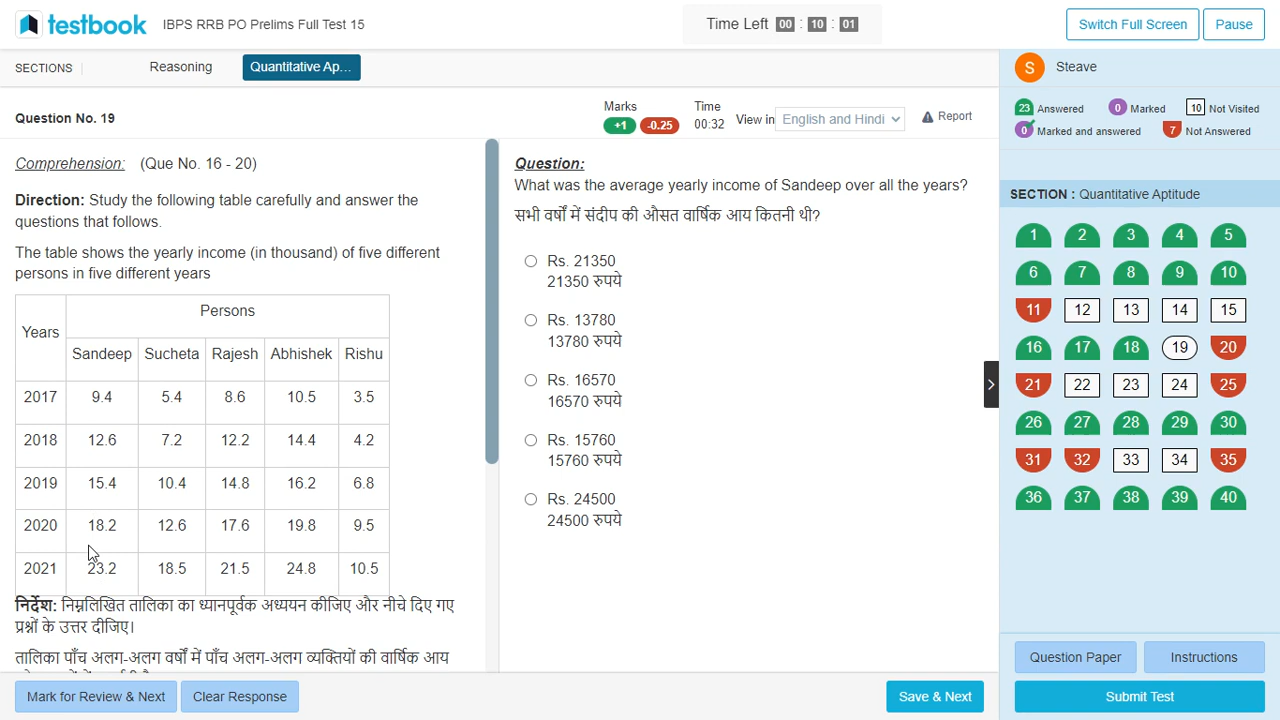 testbook
IBPS RRB PO Prelims Full Test 15
Time Left 00 : 10 : 01
Switch Full Screen
Pause
SECTIONS
Reasoning
Quantitative Ap...
S
Steave
23 Answered
0 Marked
10 Not Visited
0 Marked and answered
7 Not Answered
Question No. 19
Marks
+1 -0.25
Time
00:32
View in English and Hindi
Report
Comprehension: (Que No. 16 - 20)
Direction: Study the following table carefully and answer the
questions that follows.
The table shows the yearly income (in thousand) of five different
persons in five different years
Years Persons
Sandeep Sucheta Rajesh Abhishek Rishu
2017 9.4 5.4 8.6 10.5 3.5
2018 12.6 7.2 12.2 14.4 4.2
2019 15.4 10.4 14.8 16.2 6.8
2020 18.2 12.6 17.6 19.8 9.5
2021 23.2 18.5 21.5 24.8 10.5
निर्देश: निम्नलिखित तालिका का ध्यानपूर्वक अध्ययन कीजिए और नीचे दिए गए
प्रश्नों के उत्तर दीजिए।
तालिका पाँच अलग-अलग वर्षों में पाँच अलग-अलग व्यक्तियों की वार्षिक आय
Question:
What was the average yearly income of Sandeep over all the years?
सभी वर्षों में संदीप की औसत वार्षिक आय कितनी थी?
Rs. 21350
21350 रुपये
Rs. 13780
13780 रुपये
Rs. 16570
16570 रुपये
Rs. 15760
15760 रुपये
Rs. 24500
24500 रुपये
SECTION : Quantitative Aptitude
1 2 3 4 5
6 7 8 9 10
11 12 13 14 15
16 17 18 19 20
21 22 23 24 25
26 27 28 29 30
31 32 33 34 35
36 37 38 39 40
Question Paper
Instructions
Mark for Review & Next
Clear Response
Save & Next
Submit Test